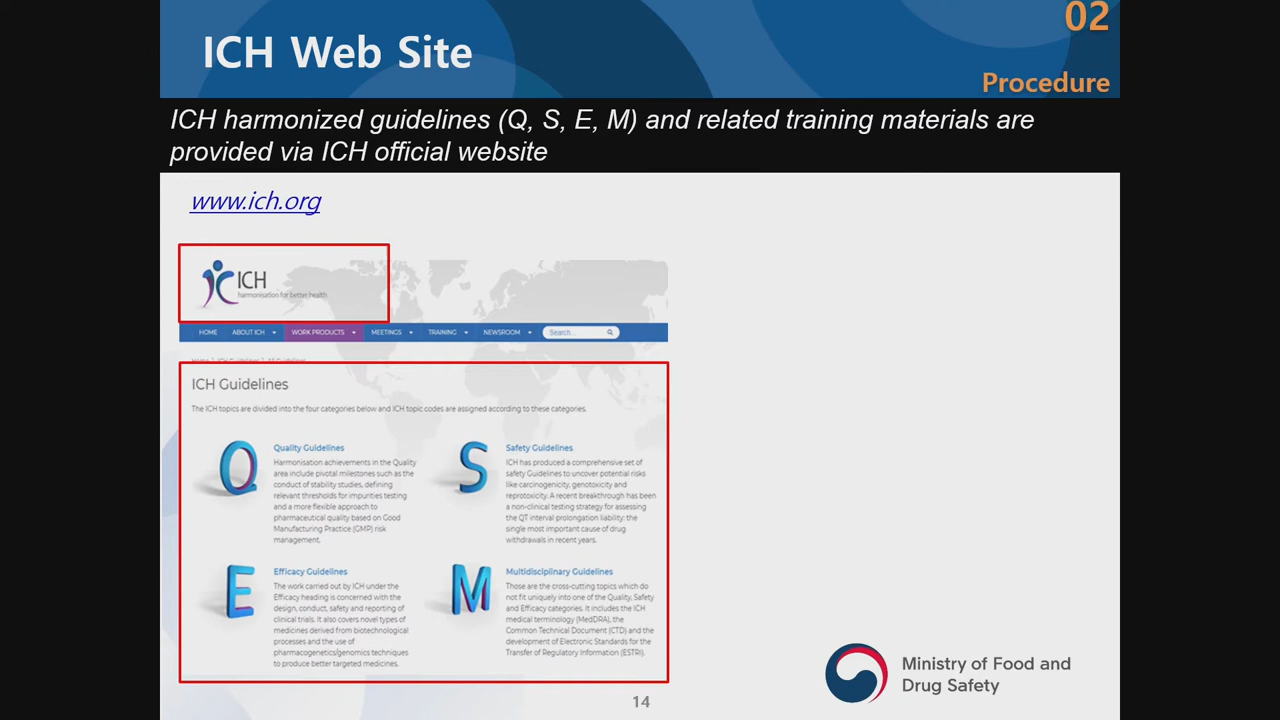 ICH Web Site
02
Procedure
ICH harmonized guidelines (Q, S, E, M) and related training materials are
provided via ICH official website
www.ich.org
ICH
harmonisation for better health
HOME ABOUT ICH WORK PRODUCTS MEETINGS TRAINING NEWSROOM Search...
ICH Guidelines
The ICH topics are divided into the four categories below and ICH topic codes are assigned according to these categories.
Q
Quality Guidelines
Harmonisation achievements in the Quality
area include pivotal milestones such as the
conduct of stability studies, defining
relevant thresholds for impurities testing
and a more flexible approach to
pharmaceutical quality based on Good
Manufacturing Practice (GMP) risk
management.
S
Safety Guidelines
ICH has produced a comprehensive set of
safety Guidelines to uncover potential risks
like carcinogenicity, genotoxicity and
reprotoxicity. A recent breakthrough has been
a non-clinical testing strategy for assessing
the QT interval prolongation liability: the
single most important cause of drug
withdrawals in recent years.
E
Efficacy Guidelines
The work carried out by ICH under the
Efficacy heading is concerned with the
design, conduct, safety and reporting of
clinical trials. It also covers novel types of
medicines derived from biotechnological
processes and the use of
pharmacogenetics/genomics techniques
to produce better targeted medicines.
M
Multidisciplinary Guidelines
Those are the cross-cutting topics which do
not fit uniquely into one of the Quality, Safety
and Efficacy categories. It includes the ICH
medical terminology (MedDRA), the
Common Technical Document (CTD) and the
development of Electronic Standards for the
Transfer of Regulatory Information (ESTRI).
14
Ministry of Food and
Drug Safety